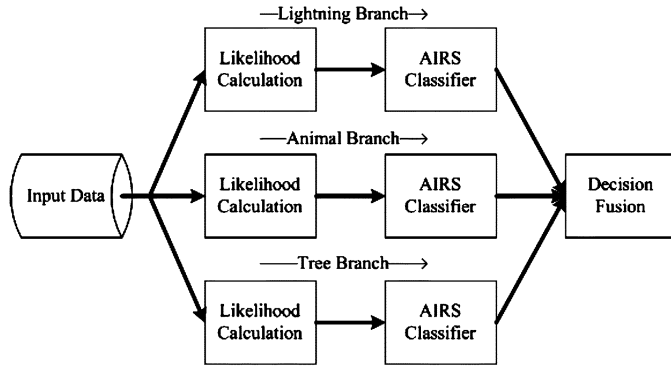 Lightning Branch
Likelihood
Calculation
AIRS
Classifier
Animal Branch
Input Data
Likelihood
Calculation
AIRS
Classifier
Decision
Fusion
Tree Branch
Likelihood
Calculation
AIRS
Classifier